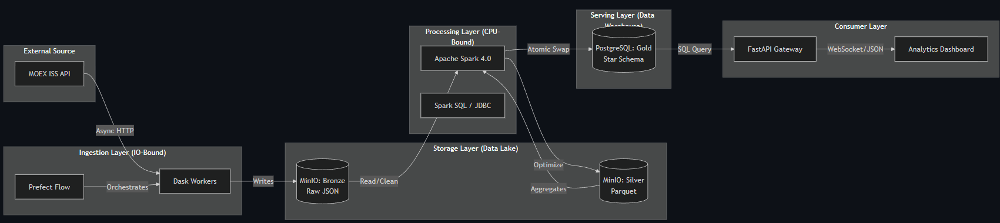 External Source
MOEX ISS API
Async HTTP
Ingestion Layer (IO-Bound)
Prefect Flow
Orchestrates
Dask Workers
Writes
Storage Layer (Data Lake)
MinIO: Bronze
Raw JSON
Read/Clean
Optimize
Aggregates
MinIO: Silver
Parquet
Processing Layer (CPU-
Bound)
Apache Spark 4.0
Spark SQL / JDBC
Atomic Swap
Serving Layer (Data
Warehouse)
PostgreSQL: Gold
Star Schema
SQL Query
Consumer Layer
FastAPI Gateway
WebSocket/JSON
Analytics Dashboard